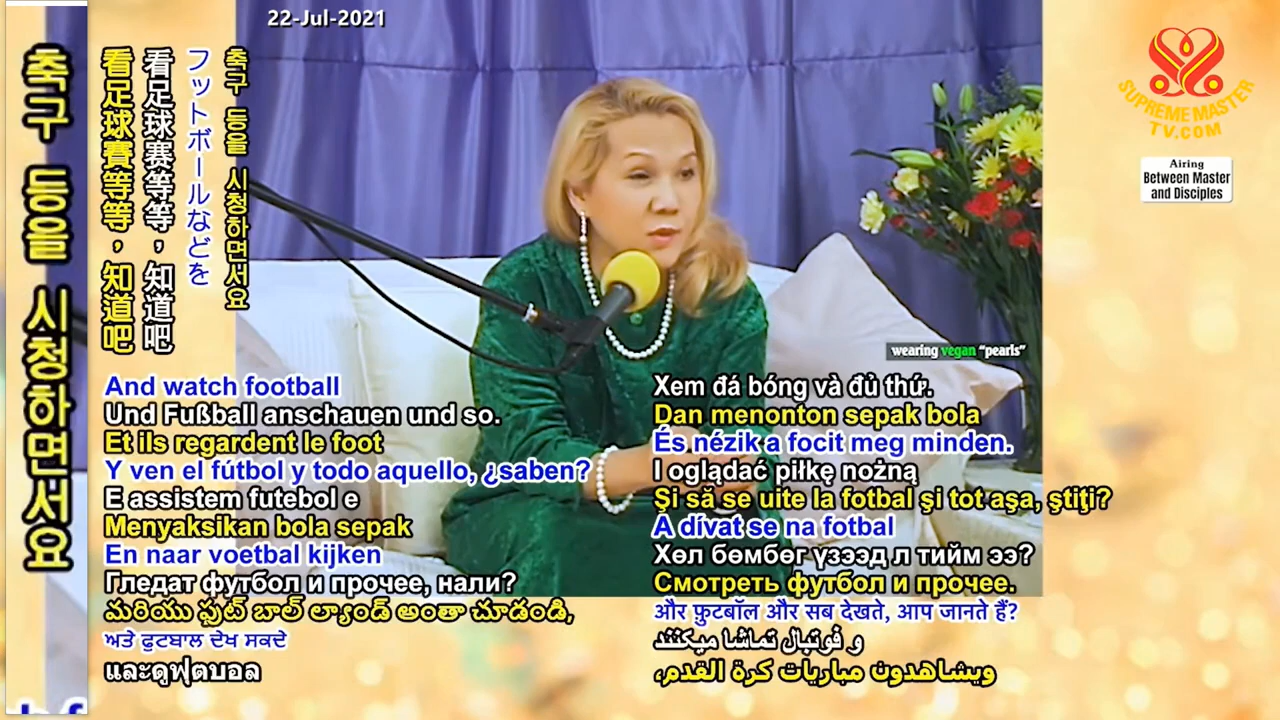 22-Jul-2021
SUPREME MASTER
TV.COM
Airing
Between Master
and Disciples
축구 등을 시청하면서요
看足球賽等等，知道吧
看足球赛等等，知道吧
フットボールなどを
축구 등을 시청하면서요
wearing vegan "pearls"
And watch football
Und Fußball anschauen und so.
Et ils regardent le foot
Y ven el fútbol y todo aquello, ¿saben?
E assistem futebol e
Menyaksikan bola sepak
En naar voetbal kijken
Гледат футбол и прочее, нали?
మరియు ఫుట్ బాల్ ల్యాండ్ అంతా చూడండి,
ਅਤੇ ਫੁਟਬਾਲ ਦੇਖ ਸਕਦੇ
และดูฟุตบอล
Xem đá bóng và đủ thứ.
Dan menonton sepak bola
És nézik a focit meg minden.
I oglądać piłkę nożną
Şi să se uite la fotbal şi tot aşa, ştiţi?
A dívat se na fotbal
Хөл бөмбөг үзээд л тийм ээ?
Смотреть футбол и прочее.
और फ़ुटबॉल और सब देखते, आप जानते हैं?
و فوتبال تماشا میکنند
ويشاهدون مباريات كرة القدم،